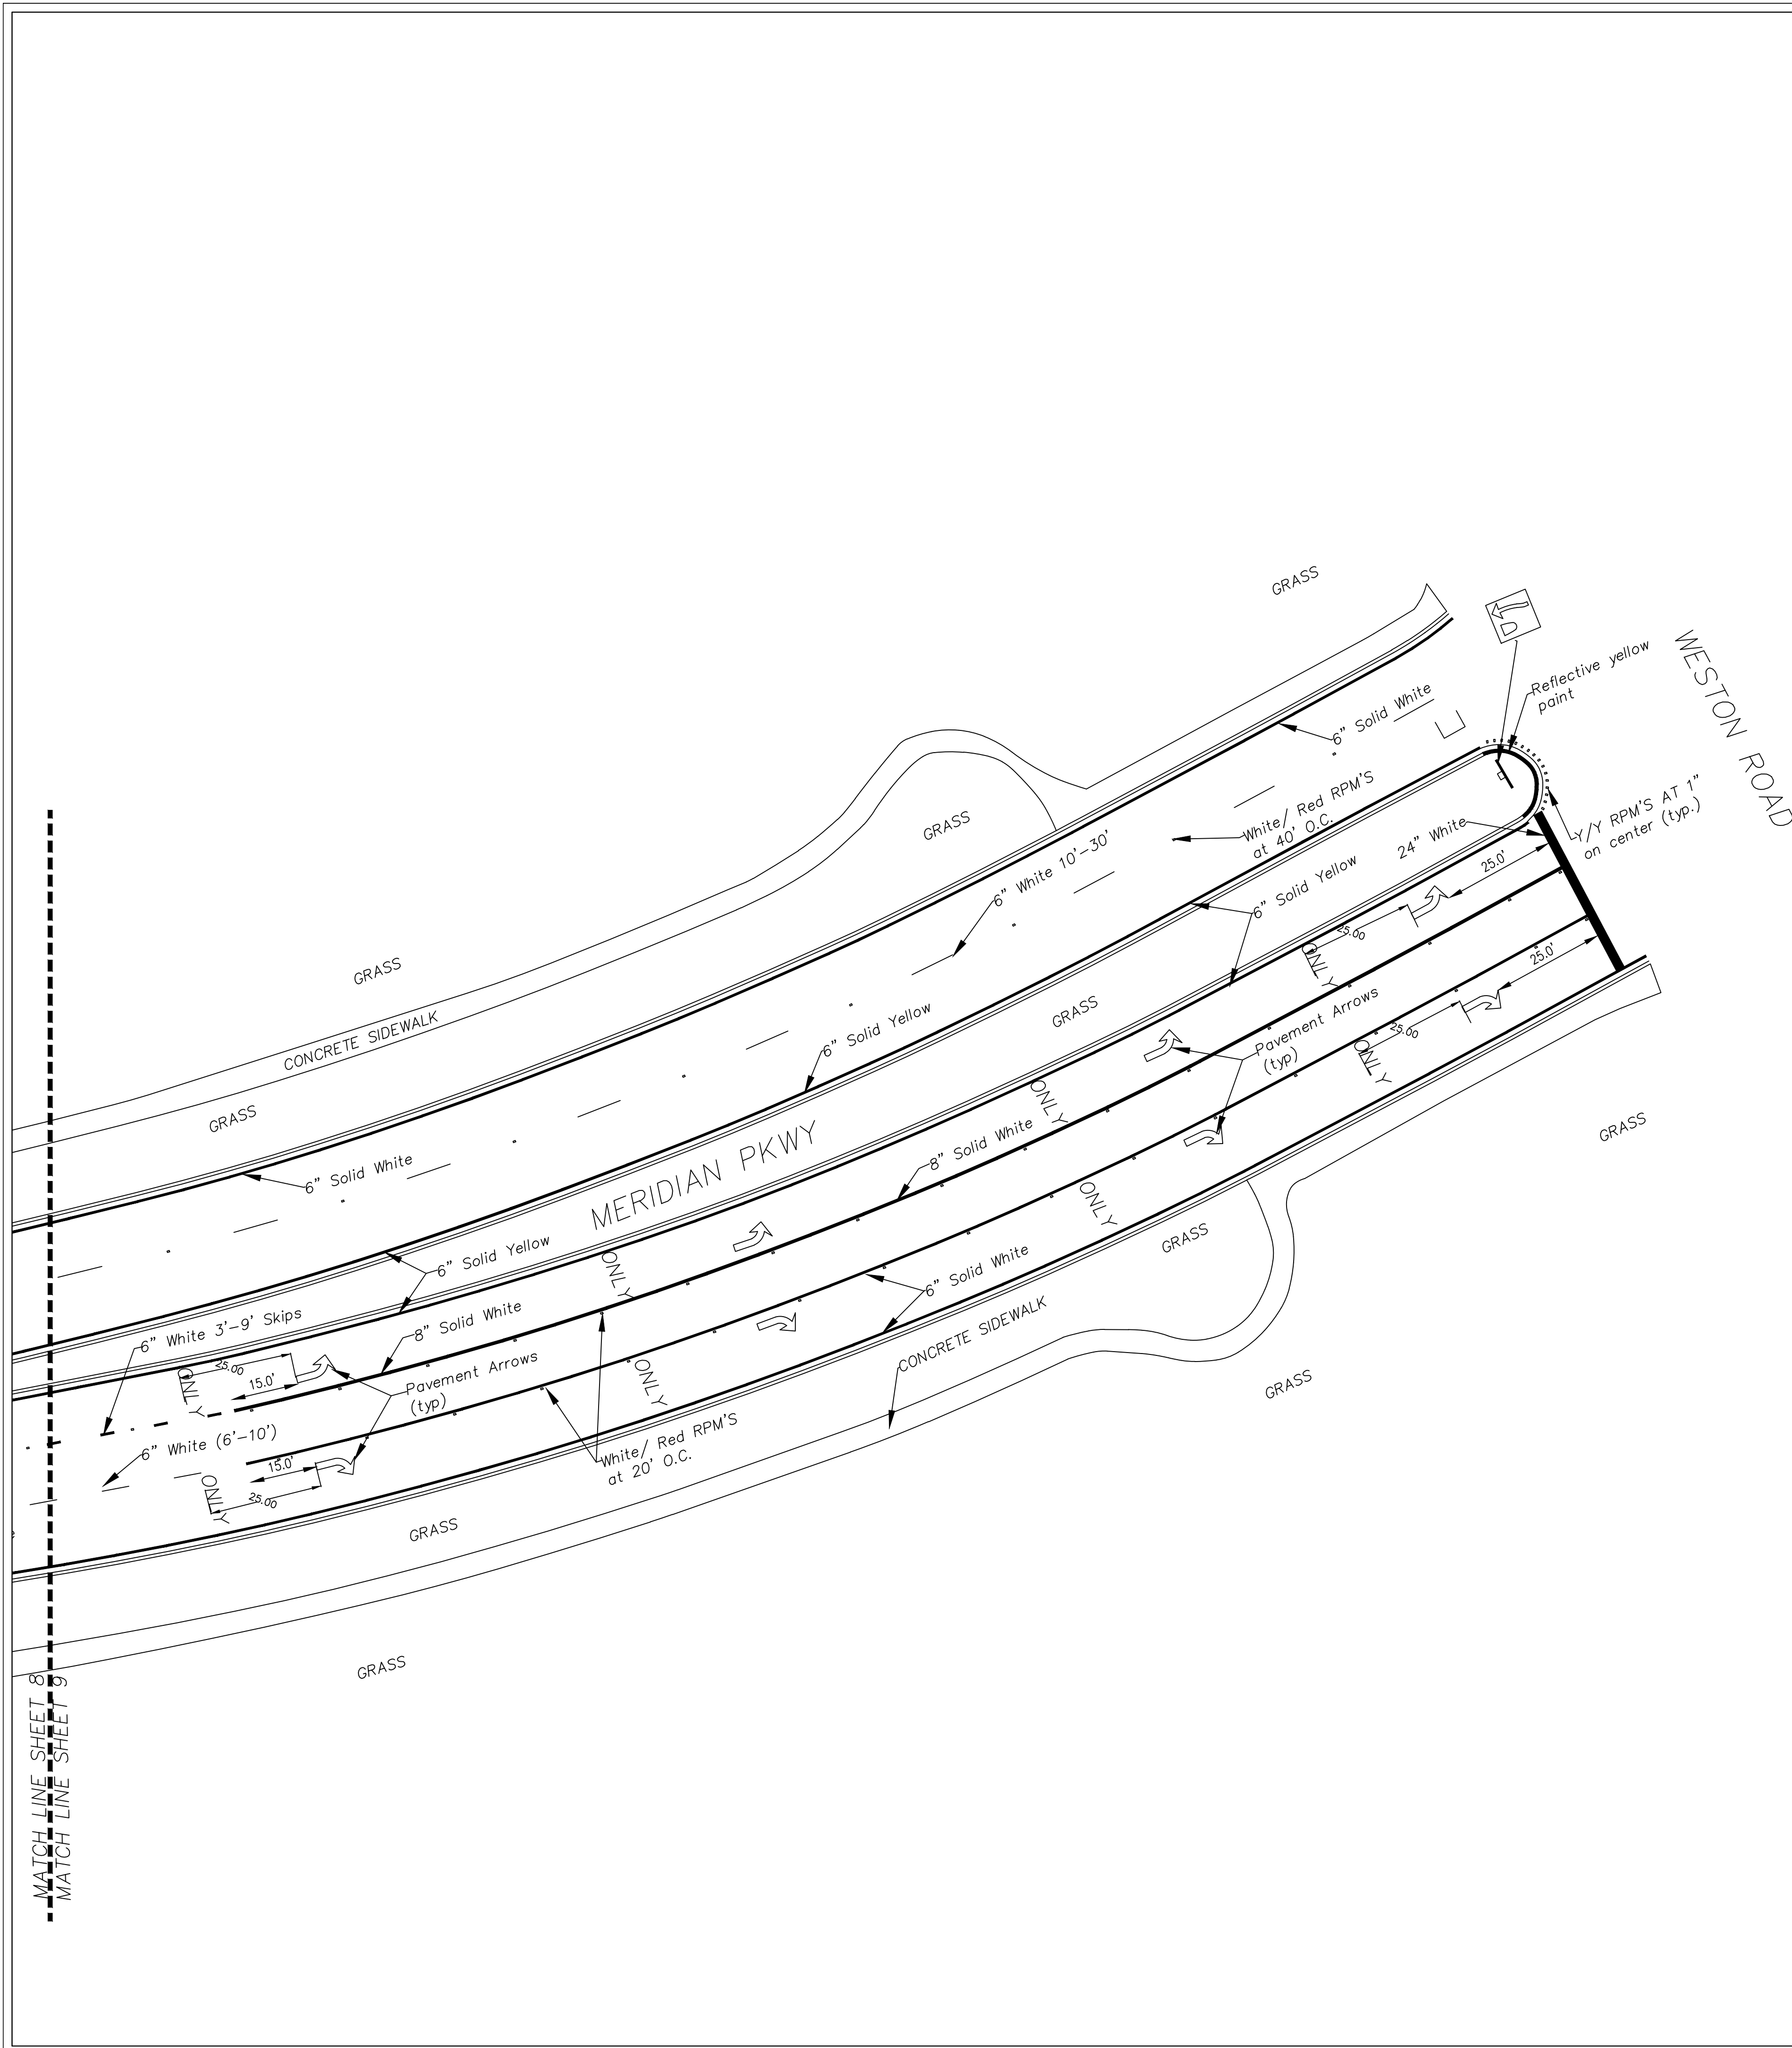 GRASS
WESTON ROAD
Reflective yellow
paint
6" Solid White
White/ Red RPM'S
at 40' O.C.
Y/Y RPM'S AT 1"
on center (typ.)
24" White
25.0'
GRASS
6" White 10'-30'
6" Solid Yellow
25.00
ONLY
25.0'
GRASS
CONCRETE SIDEWALK
GRASS
6" Solid Yellow
GRASS
Pavement Arrows
(typ)
25.00
ONLY
ONLY
GRASS
6" Solid White
MERIDIAN PKWY
8" Solid White
ONLY
GRASS
6" Solid Yellow
ONLY
6" Solid White
CONCRETE SIDEWALK
6" White 3'-9' Skips
8" Solid White
25.00
15.0'
ONLY
Pavement Arrows
(typ)
ONLY
GRASS
6" White (6'-10')
15.0'
ONLY
25.00
White/ Red RPM'S
at 20' O.C.
GRASS
GRASS
MATCH LINE SHEET 8
MATCH LINE SHEET 9